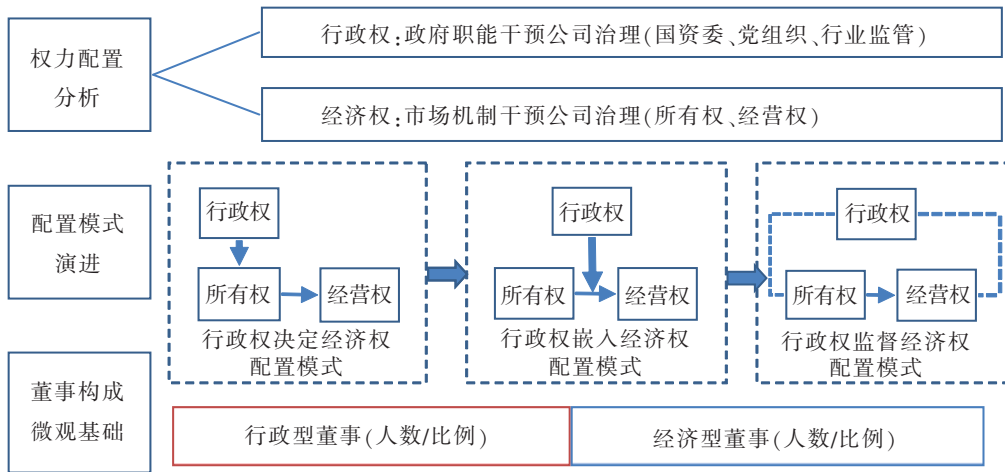 权力配置
分析
行政权:政府职能干预公司治理(国资委、党组织、行业监管)
经济权:市场机制干预公司治理(所有权、经营权)
配置模式
演进
行政权
所有权
经营权
行政权决定经济权
配置模式
行政权
所有权
经营权
行政权嵌入经济权
配置模式
行政权
所有权
经营权
行政权监督经济权
配置模式
董事构成
微观基础
行政型董事(人数/比例)
经济型董事(人数/比例)